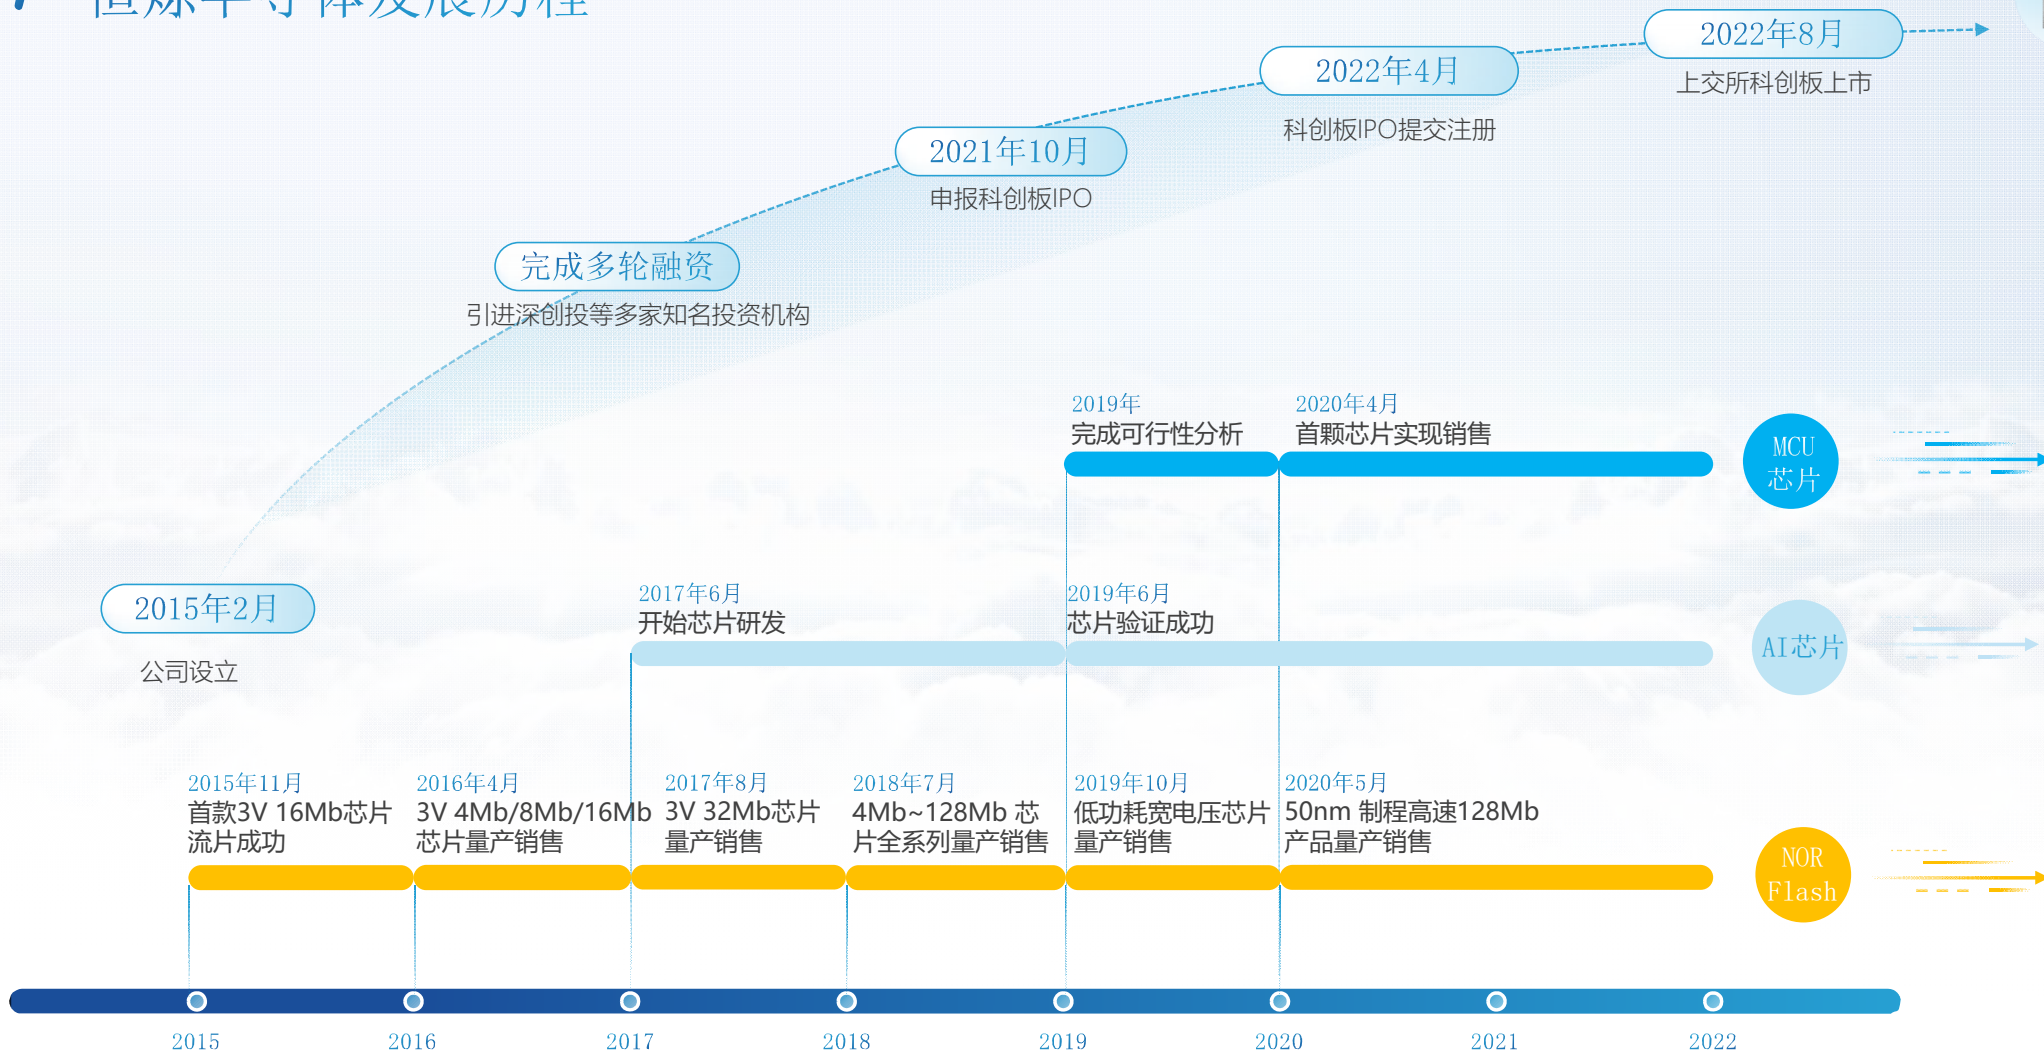 恒烁半导体发展历程
2022年8月
上交所科创板上市
2022年4月
科创板IPO提交注册
2021年10月
申报科创板IPO
完成多轮融资
引进深创投等多家知名投资机构
2015年2月
公司设立
2019年
完成可行性分析
2020年4月
首颗芯片实现销售
MCU
芯片
2017年6月
开始芯片研发
2019年6月
芯片验证成功
AI芯片
2015年11月
首款3V 16Mb芯片
流片成功
2016年4月
3V 4Mb/8Mb/16Mb
芯片量产销售
2017年8月
3V 32Mb芯片
量产销售
2018年7月
4Mb~128Mb 芯
片全系列量产销售
2019年10月
低功耗宽电压芯片
量产销售
2020年5月
50nm 制程高速128Mb
产品量产销售
NOR
Flash
2015
2016
2017
2018
2019
2020
2021
2022